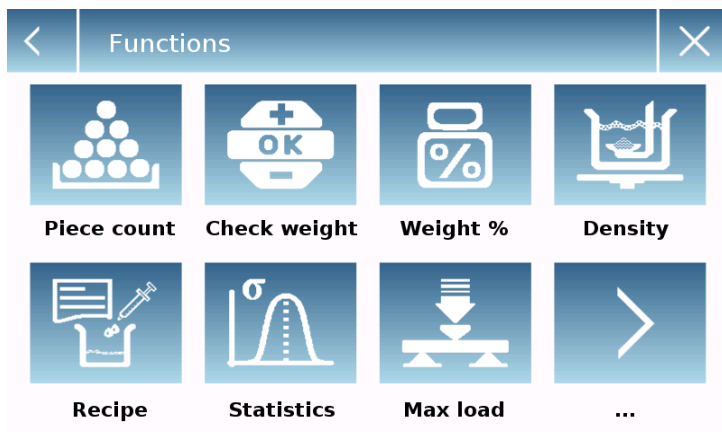 Functions
OK
%
Piece count Check weight Weight % Density
σ
Recipe Statistics Max load ...